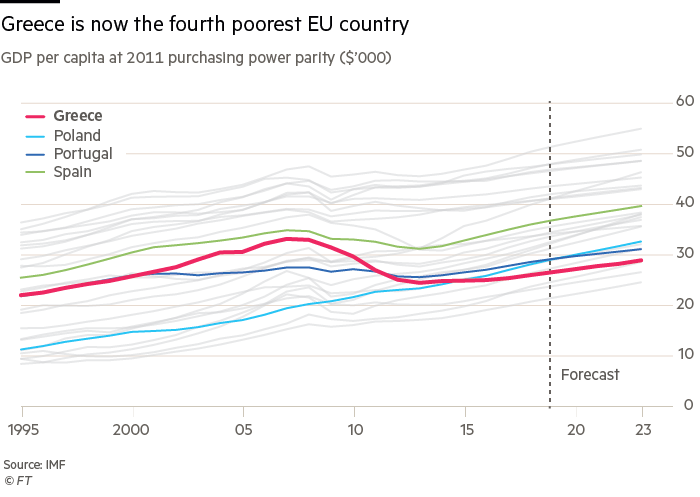 Greece is now the fourth poorest EU country
GDP per capita at 2011 purchasing power parity ($’000)
60
Greece
Poland
Portugal
Spain
50
40
30
20
10
Forecast
0
1995
2000
05
10
15
20
23
Source: IMF
© FT